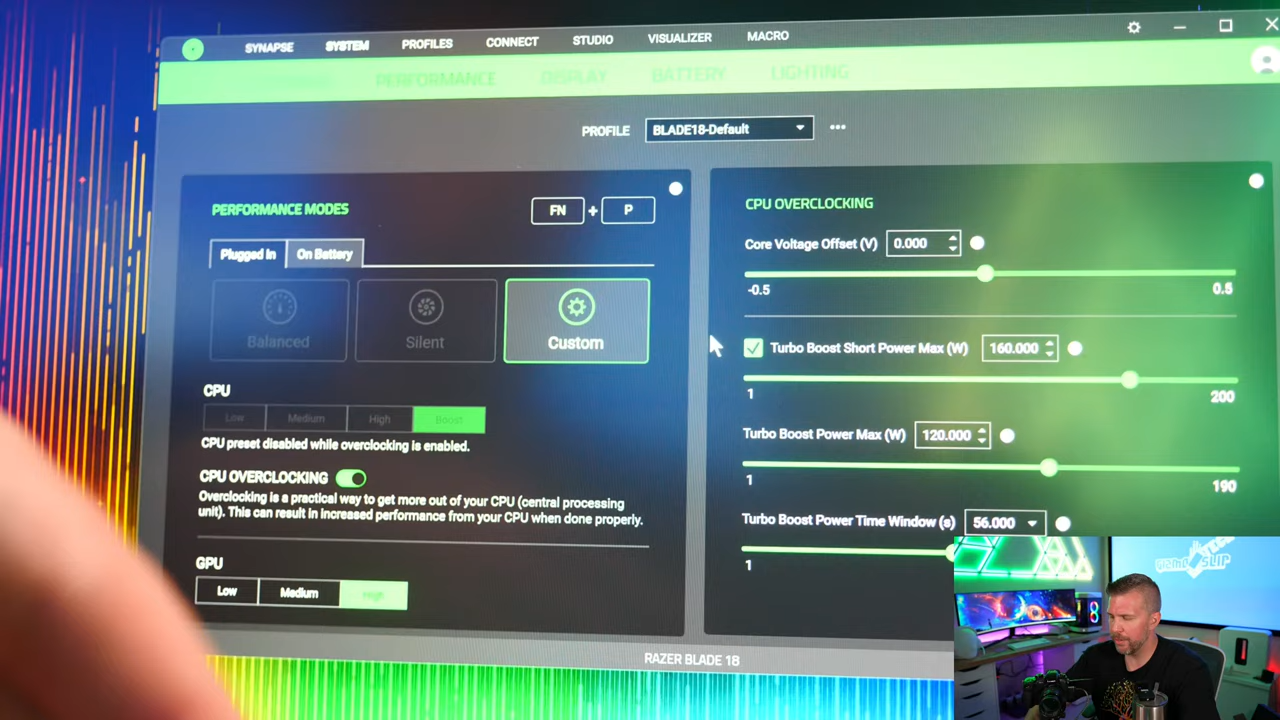 SYNAPSE SYSTEM PROFILES CONNECT STUDIO VISUALIZER MACRO
PERFORMANCE DISPLAY BATTERY LIGHTING
PROFILE BLADE18-Default
PERFORMANCE MODES FN + P
Plugged In On Battery
Balanced Silent Custom
CPU
Low Medium High Boost
CPU preset disabled while overclocking is enabled.
CPU OVERCLOCKING
Overclocking is a practical way to get more out of your CPU (central processing
unit). This can result in increased performance from your CPU when done properly.
GPU
Low Medium High
CPU OVERCLOCKING
Core Voltage Offset (V) 0.000
-0.5 0.5
Turbo Boost Short Power Max (W) 160.000
1 200
Turbo Boost Power Max (W) 120.000
1 190
Turbo Boost Power Time Window (s) 56.000
1
RAZER BLADE 18